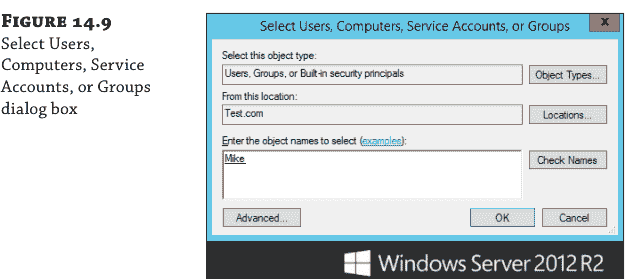 FIGURE 14.9
Select Users,
Computers, Service
Accounts, or Groups
dialog box
Select Users, Computers, Service Accounts, or Groups
x
Select this object type:
Users, Groups, or Built-in security principals
Object Types...
From this location:
Test.com
Locations...
Enter the object names to select (examples):
Mike
Check Names
Advanced...
OK
Cancel
Windows Server 2012 R2